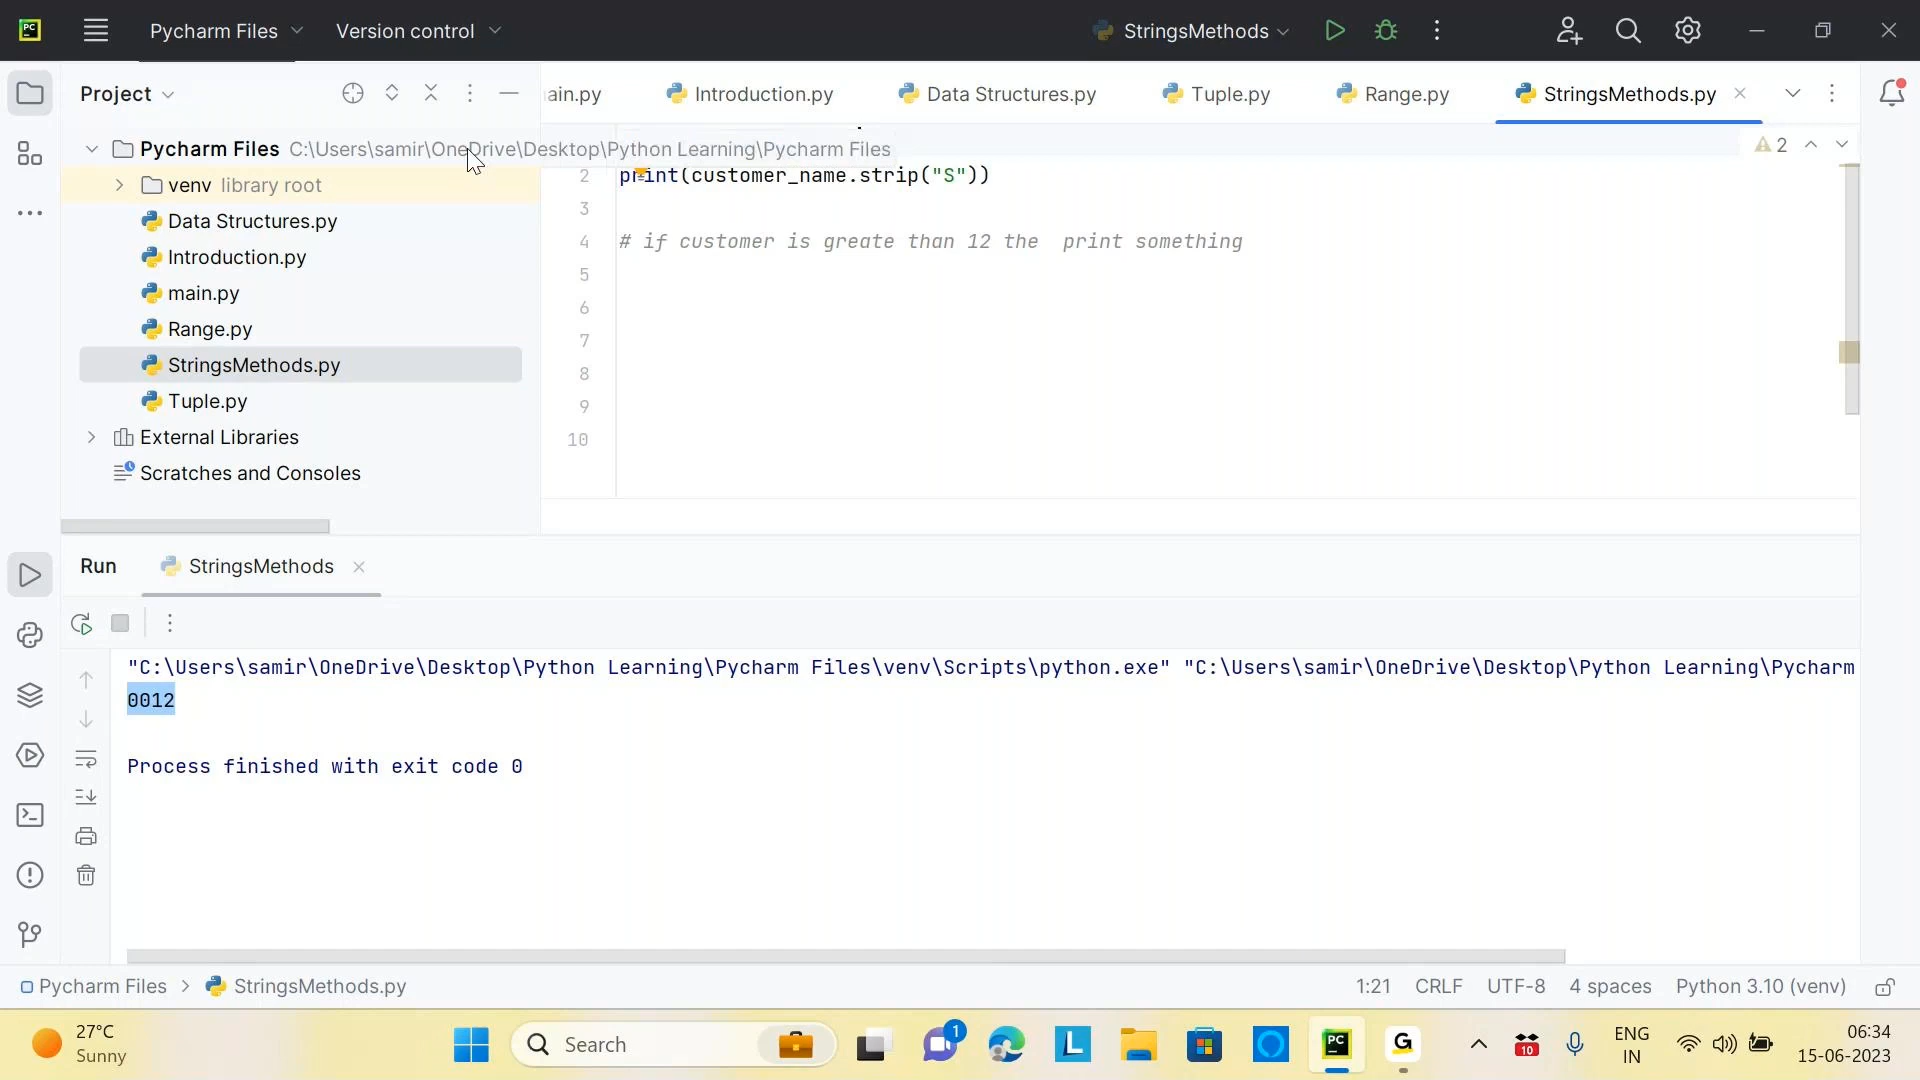 Pycharm Files
Version control
StringsMethods
Project
ain.py
Introduction.py
Data Structures.py
Tuple.py
Range.py
StringsMethods.py
Pycharm Files C:\Users\samir\OneDrive\Desktop\Python Learning\Pycharm Files
2
venv library root
Data Structures.py
Introduction.py
main.py
Range.py
StringsMethods.py
Tuple.py
External Libraries
Scratches and Consoles
2 print(customer_name.strip("S"))
3
4 # if customer is greate than 12 the  print something
5
6
7
8
9
10
Run
StringsMethods
"C:\Users\samir\OneDrive\Desktop\Python Learning\Pycharm Files\venv\Scripts\python.exe" "C:\Users\samir\OneDrive\Desktop\Python Learning\Pycharm
0012
Process finished with exit code 0
Pycharm Files > StringsMethods.py
1:21 CRLF UTF-8 4 spaces Python 3.10 (venv)
27°C
Sunny
Search
1
L
PC
G
10
ENG
IN
06:34
15-06-2023